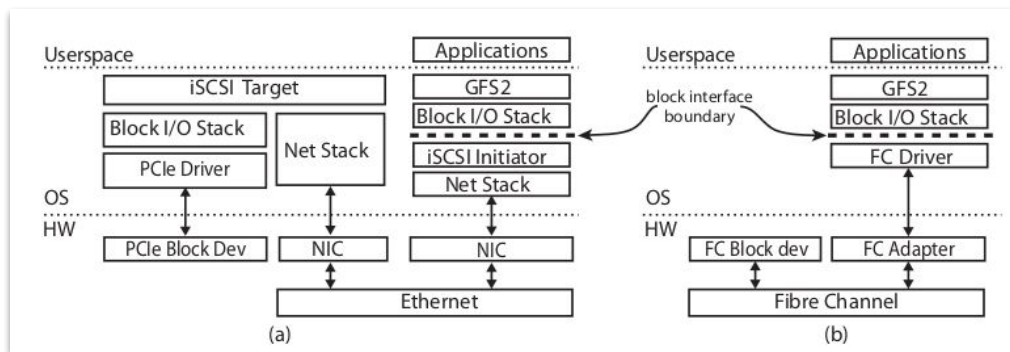 Userspace
Applications
iSCSI Target
GFS2
Block I/O Stack
Block I/O Stack
Net Stack
PCIe Driver
iSCSI Initiator
Net Stack
OS
HW
PCIe Block Dev
NIC
NIC
Ethernet
(a)
block interface
boundary
Userspace
Applications
GFS2
Block I/O Stack
FC Driver
OS
HW
FC Block dev
FC Adapter
Fibre Channel
(b)